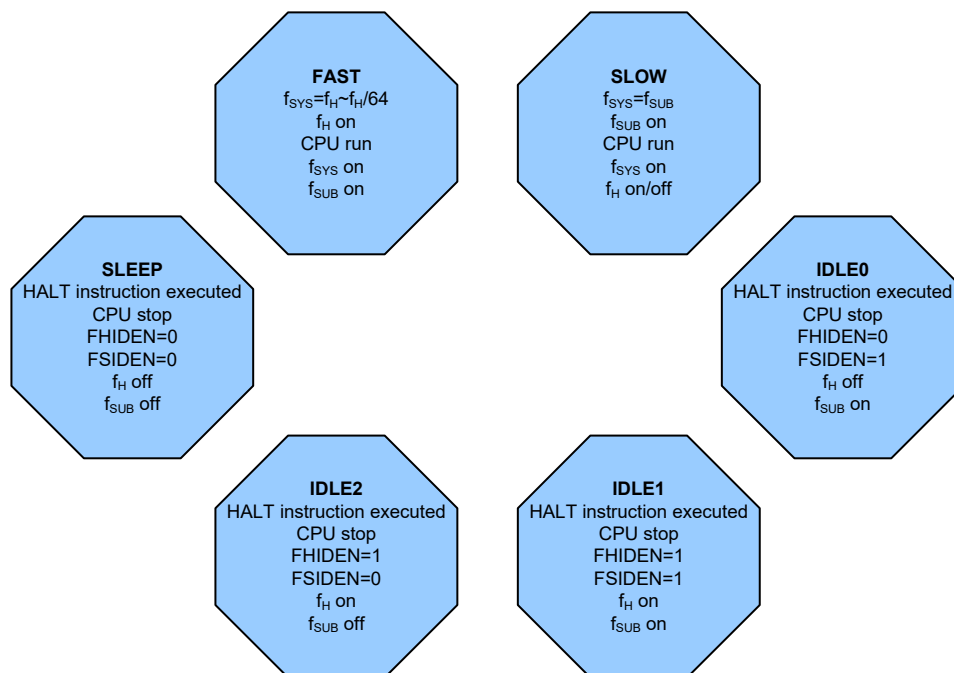 FAST
fSYS=fH~fH/64
fH on
CPU run
fSYS on
fSUB on
SLOW
fSYS=fSUB
fSUB on
CPU run
fSYS on
fH on/off
SLEEP
HALT instruction executed
CPU stop
FHIDEN=0
FSIDEN=0
fH off
fSUB off
IDLE0
HALT instruction executed
CPU stop
FHIDEN=0
FSIDEN=1
fH off
fSUB on
IDLE2
HALT instruction executed
CPU stop
FHIDEN=1
FSIDEN=0
fH on
fSUB off
IDLE1
HALT instruction executed
CPU stop
FHIDEN=1
FSIDEN=1
fH on
fSUB on